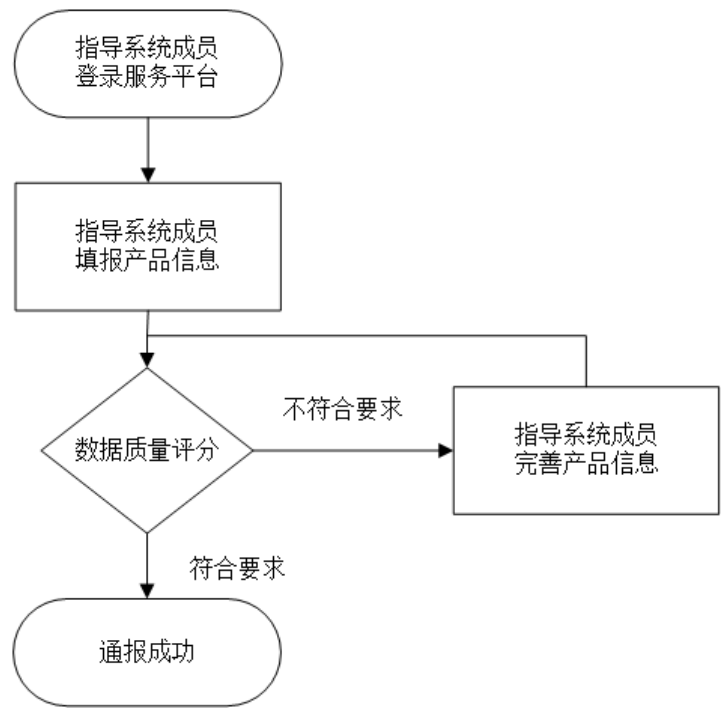 指导系统成员
登录服务平台
指导系统成员
填报产品信息
不符合要求
数据质量评分
指导系统成员
完善产品信息
符合要求
通报成功